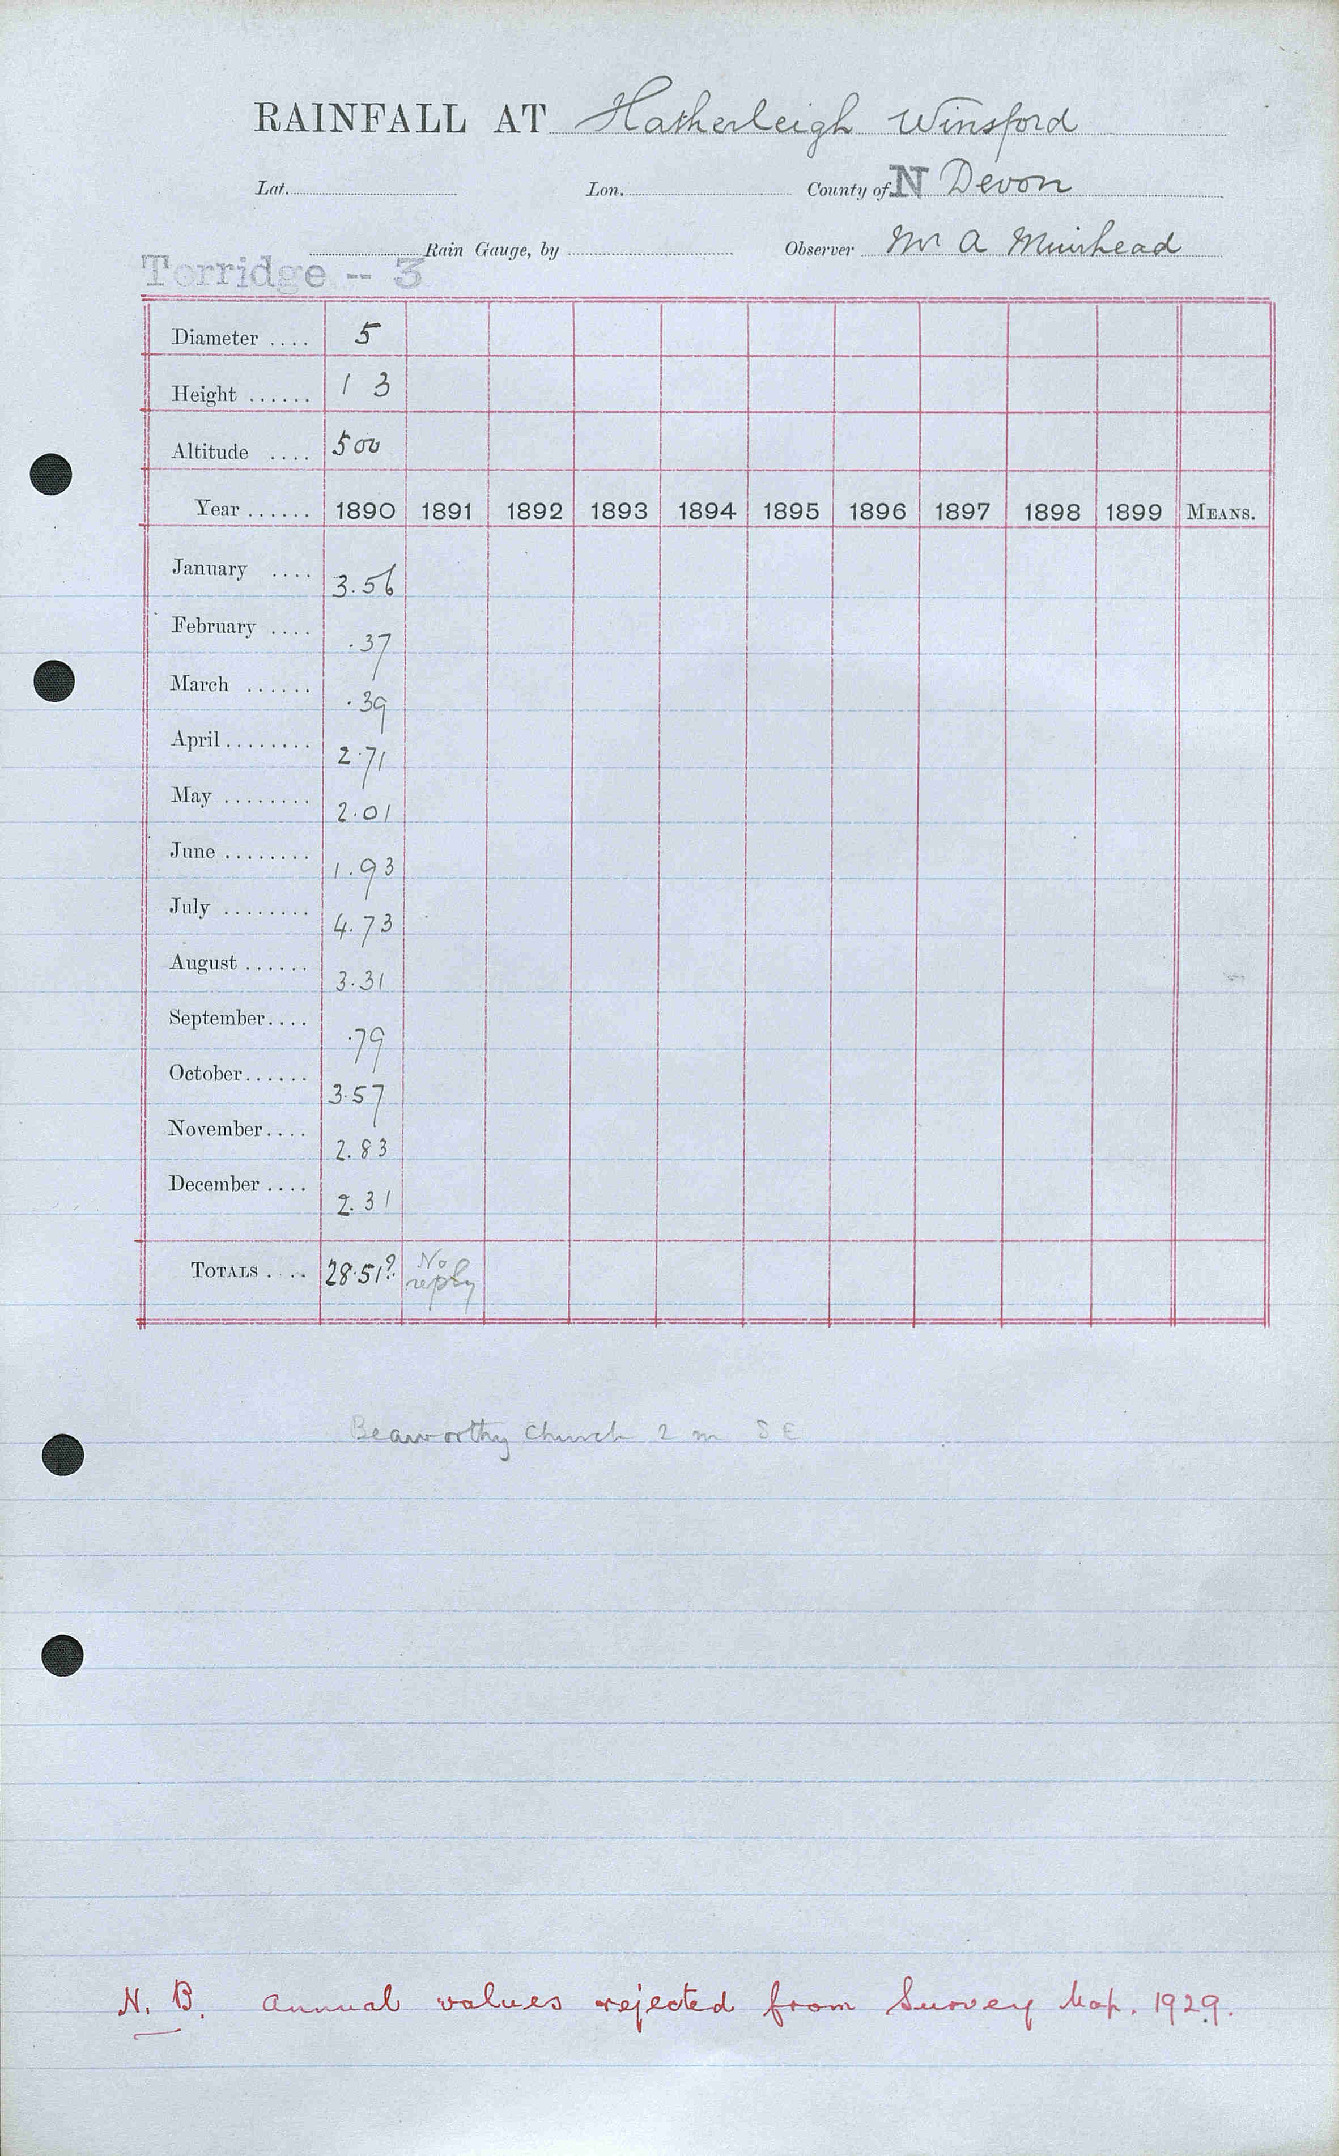 RAINFALL AT Hatherleigh Winsford
Lat. Lon. County of N Devon
Rain Gauge, by Observer Mr A Muirhead
Torridge -- 3
Diameter .... 5
Height ...... 1 3
Altitude .... 500
Year ...... 1890 1891 1892 1893 1894 1895 1896 1897 1898 1899 MEANS.
January .... 3.56
February .... .37
March ...... .39
April ........ 2.71
May ........ 2.01
June ........ 1.93
July ........ 4.73
August ...... 3.31
September .... .79
October ...... 3.57
November .... 2.83
December .... 2.31
TOTALS .... 28.51? No reply
Beaworthy Church 2 m S E
N. B. Annual values rejected from Survey Map. 1929.